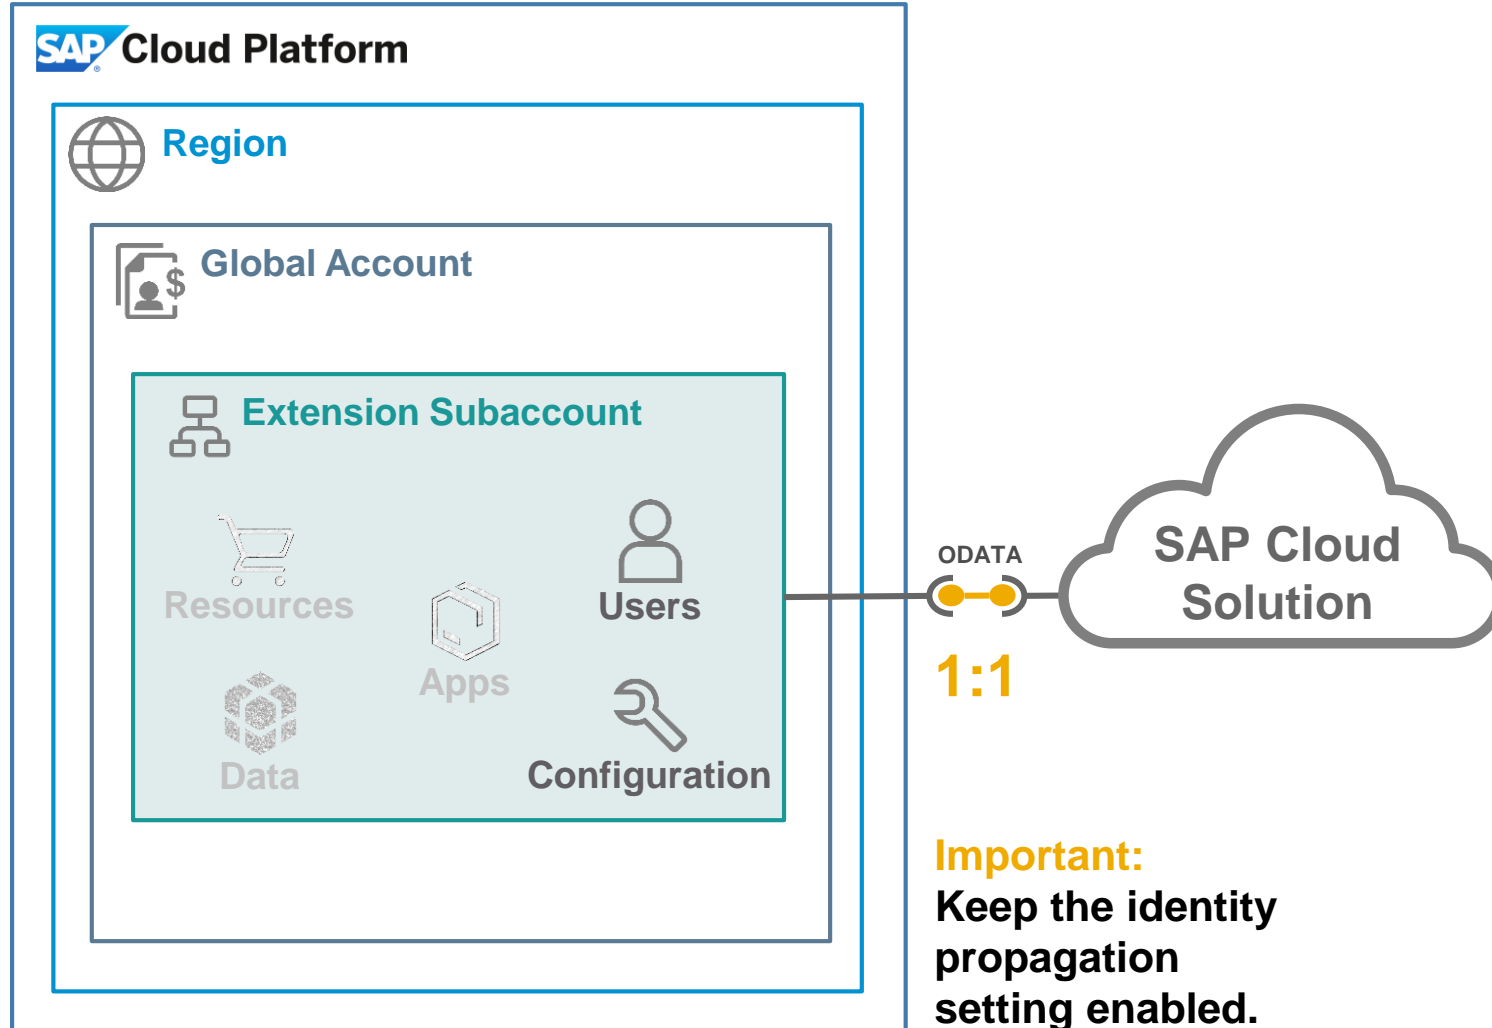 SAP Cloud Platform
Region
Global Account
$
Extension Subaccount
Resources
Users
Apps
Data
Configuration
ODATA
1:1
SAP Cloud
Solution
Important:
Keep the identity
propagation
setting enabled.